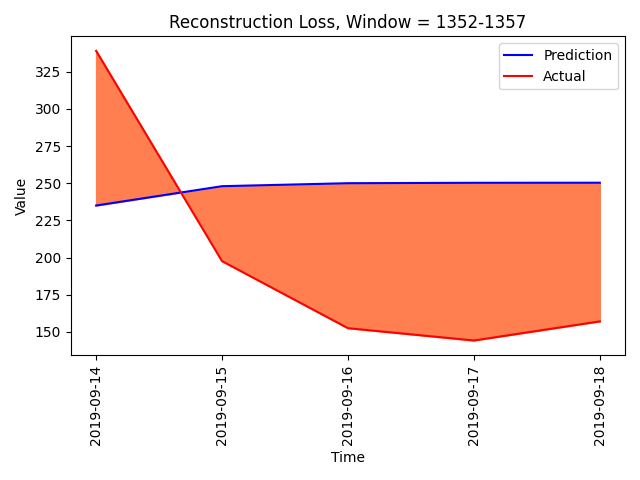 Reconstruction Loss, Window = 1352-1357
Prediction
Actual
Value
325
300
275
250
225
200
175
150
2019-09-14
2019-09-15
2019-09-16
2019-09-17
2019-09-18
Time